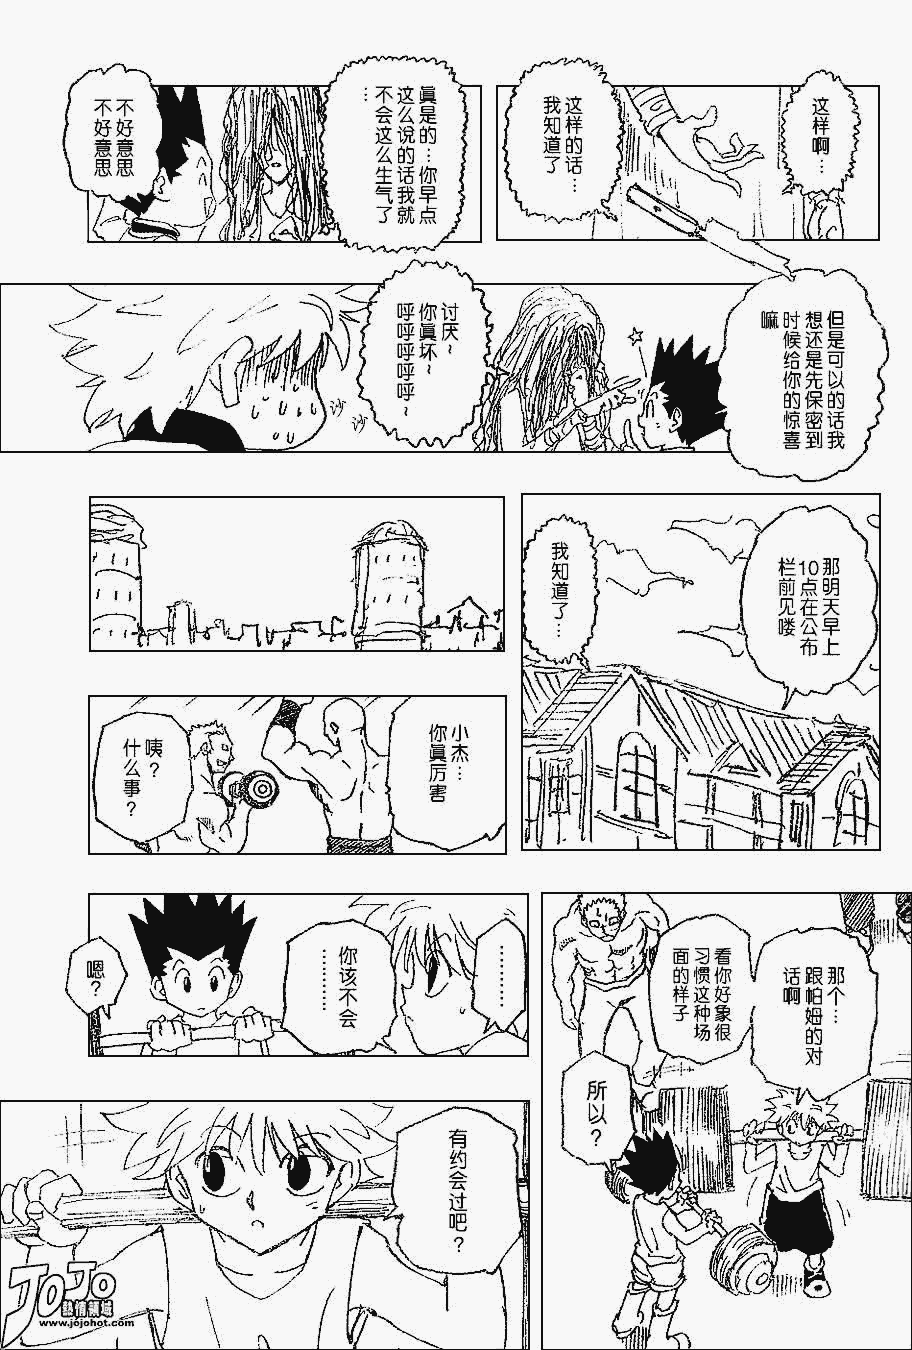 这样啊…
这样的话…
我知道了
真是的…你早点
这么说的话我就
不会这么生气了
…
不好意思
不好意思
但是可以的话我
想还是先保密到
时候给你的惊喜
嘛
讨厌~
你真坏~
呼呼呼呼呼~
沙
沙
那明天早上
10点在公布
栏前见喽
我知道了…
小杰…
你真厉害
咦？
什么事？
那个…
跟帕姆的对
话啊
看你好象很
习惯这种场
面的样子
所以？
………
你该不会
………
嗯？
有约会过吧？
JOJO
熱情領域
www.jojohot.com